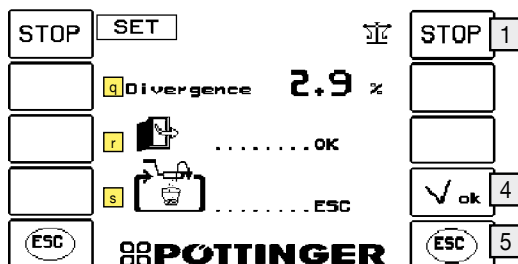 STOP SET STOP 1
q Divergence 2.9 %
r ........OK
s ........ESC ok 4
ESC PÖTTINGER ESC 5